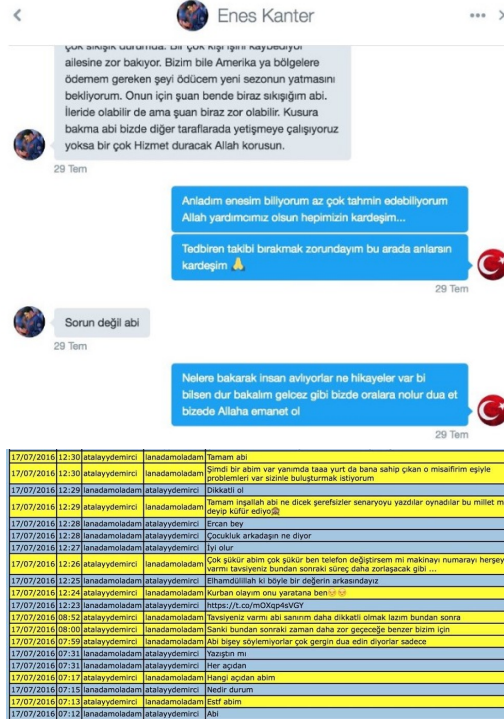 Enes Kanter
çok sıkışık durumda. Bir çok kişi işini kaybediyor
ailesine zor bakıyor. Bizim bile Amerika ya bölgelere
ödemem gereken şeyi ödücem yeni sezonun yatmasını
bekliyorum. Onun için şuan bende biraz sıkışığım abi.
İleride olabilir de ama şuan biraz zor olabilir. Kusura
bakma abi bizde diğer taraflarada yetişmeye çalışıyoruz
yoksa bir çok Hizmet duracak Allah korusun.
29 Tem
Anladım enesim biliyorum az çok tahmin edebiliyorum
Allah yardımcımız olsun hepimizin kardeşim...
Tedbiren takibi bırakmak zorundayım bu arada anlarsın
kardeşim 🙏
29 Tem
Sorun değil abi
29 Tem
Nelere bakarak insan avlıyorlar ne hikayeler var bi
bilsen dur bakalım gelcez gibi bizde oralara nolur dua et
bizede Allaha emanet ol
29 Tem
17/07/2016 12:30 atalayydemirci lanadamoladam Tamam abi
17/07/2016 12:30 atalayydemirci lanadamoladam Şimdi bir abim var yanımda taaa yurt da bana sahip çıkan o misaifirim eşiyle
problemleri var sizinle buluşturmak istiyorum
17/07/2016 12:29 lanadamoladam atalayydemirci Dikkatli ol
17/07/2016 12:29 atalayydemirci lanadamoladam Tamam inşallah abi ne dicek şerefsizler senaryoyu yazdılar oynadılar bu millet m
deyip küfür ediyo
17/07/2016 12:28 lanadamoladam atalayydemirci Ercan bey
17/07/2016 12:28 lanadamoladam atalayydemirci Çocukluk arkadaşın ne diyor
17/07/2016 12:27 lanadamoladam atalayydemirci İyi olur
17/07/2016 12:26 atalayydemirci lanadamoladam Çok şükür abim çok şükür ben telefon değiştirsem mi makinayı numarayı herşey
varmı tavsiyeniz bundan sonraki süreç daha zorlaşacak gibi ...
17/07/2016 12:25 lanadamoladam atalayydemirci Elhamdülillah ki böyle bir değerin arkasındayız
17/07/2016 12:24 atalayydemirci lanadamoladam Kurban olayım onu yaratana ben
17/07/2016 12:23 lanadamoladam atalayydemirci https://t.co/mOXqp4sVGY
17/07/2016 08:52 atalayydemirci lanadamoladam Tavsiyeniz varmı abi sanırım daha dikkatli olmak lazım bundan sonra
17/07/2016 08:00 atalayydemirci lanadamoladam Sanki bundan sonraki zaman daha zor geçeceğe benzer bizim için
17/07/2016 07:59 atalayydemirci lanadamoladam Abi bişey söylemiyorlar çok gergin dua edin diyorlar sadece
17/07/2016 07:31 lanadamoladam atalayydemirci Yazıştın mı
17/07/2016 07:31 lanadamoladam atalayydemirci Her açıdan
17/07/2016 07:17 atalayydemirci lanadamoladam Hangi açıdan abim
17/07/2016 07:15 lanadamoladam atalayydemirci Nedir durum
17/07/2016 07:13 atalayydemirci lanadamoladam Estf abim
17/07/2016 07:12 lanadamoladam atalayydemirci Abi